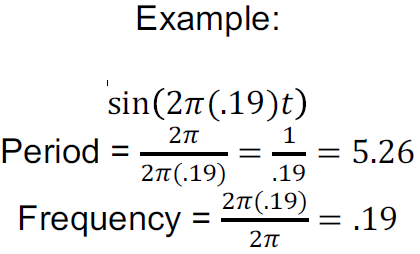 Example:
sin(2π(.19)t)
Period = 2π/2π(.19) = 1/.19 = 5.26
Frequency = 2π(.19)/2π = .19